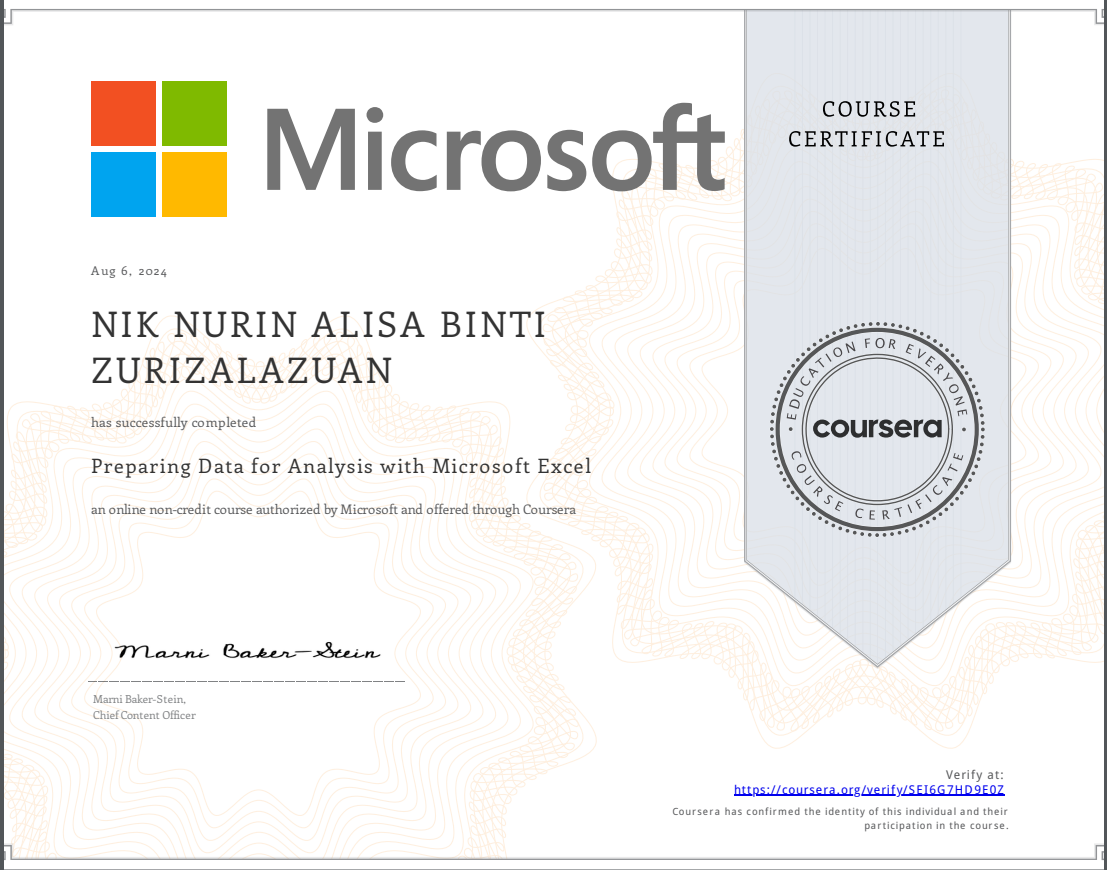 Microsoft
COURSE
CERTIFICATE
Aug 6, 2024
NIK NURIN ALISA BINTI
ZURIZALAZUAN
has successfully completed
Preparing Data for Analysis with Microsoft Excel
an online non-credit course authorized by Microsoft and offered through Coursera
EDUCATION FOR EVERYONE
coursera
COURSE CERTIFICATE
Marni Baker-Stein
Marni Baker-Stein,
Chief Content Officer
Verify at:
https://coursera.org/verify/SEI6G7HD9E0Z
Coursera has confirmed the identity of this individual and their
participation in the course.